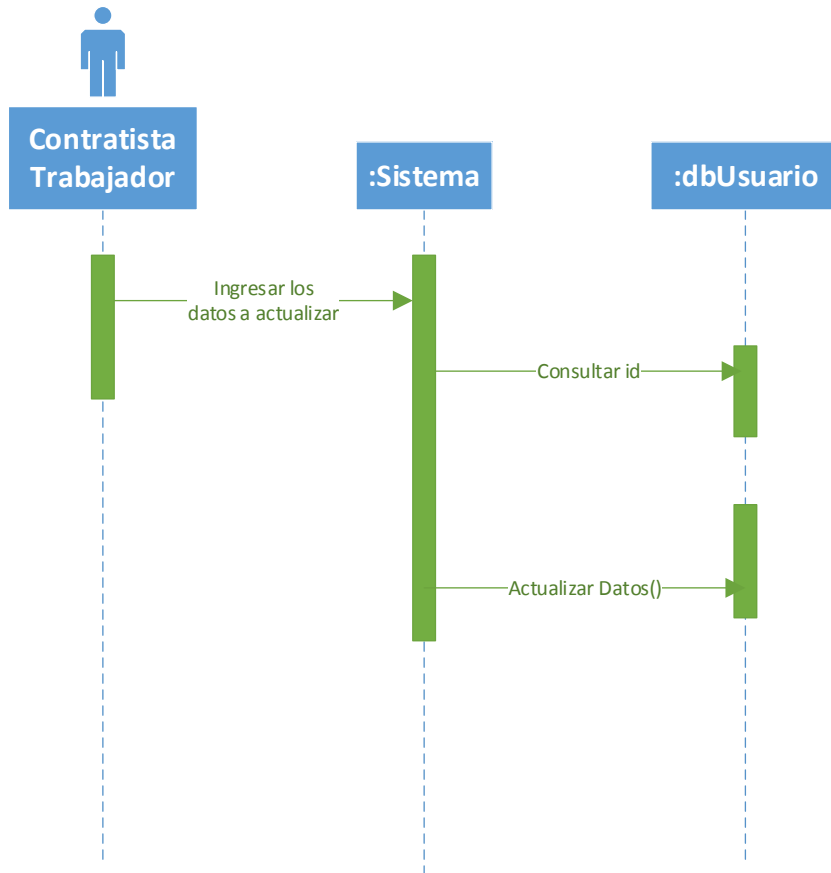 Contratista
Trabajador
:Sistema
:dbUsuario
Ingresar los
datos a actualizar
Consultar id
Actualizar Datos()